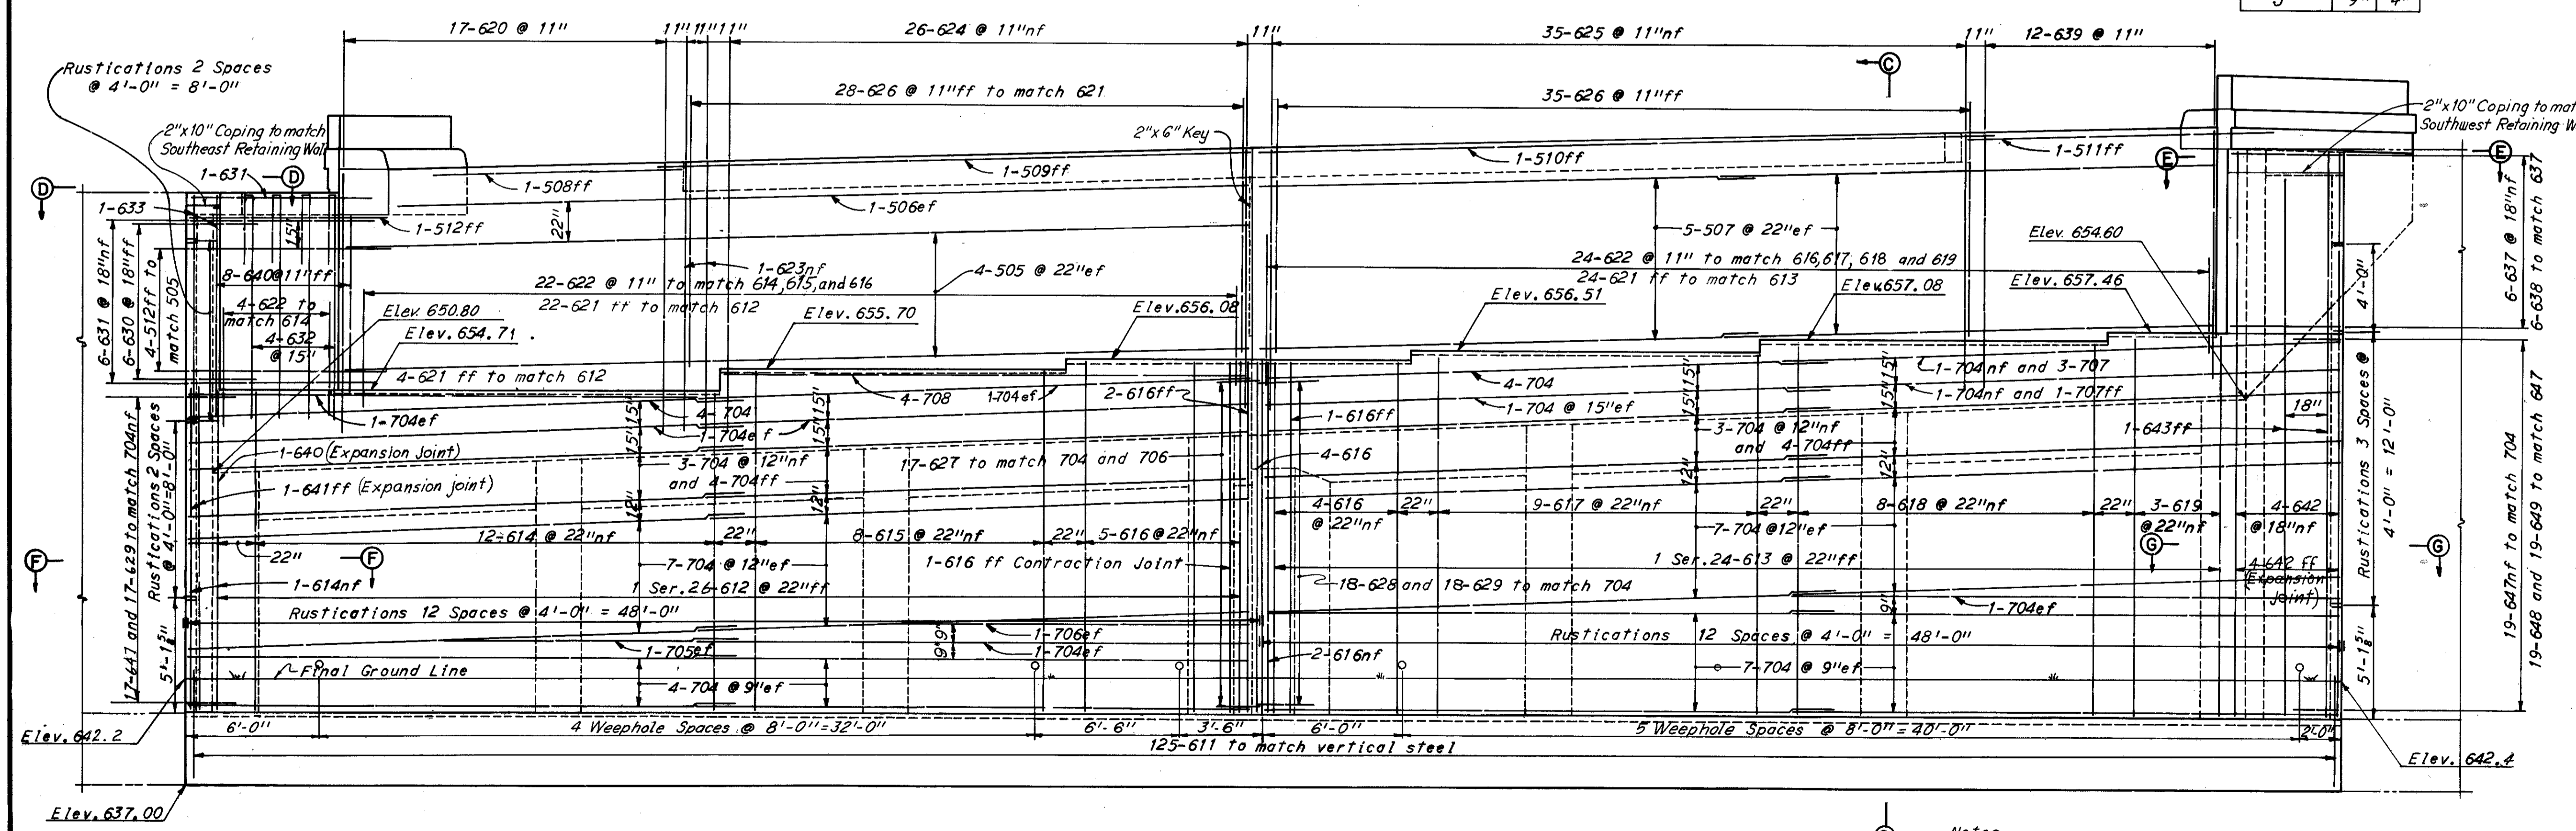 9" 4"
17-620 @ 11"
11" 11" 11"
26-624 @ 11"nf
11"
35-625 @ 11"nf
11"
12-639 @ 11"
Rustications 2 Spaces
@ 4'-0" = 8'-0"
C
28-626 @ 11"ff to match 621
35-626 @ 11"ff
2"x10" Coping to match
Southeast Retaining Wall
2"x6" Key
2"x10" Coping to mat
Southwest Retaining W
1-631
D
D
1-508ff
1-509ff
1-510ff
1-511ff
E
E
1-633
1-506ef
1-512ff
22"
15"
5-507 @ 22"ef
Elev. 654.60
6-631 @ 18"nf
6-630 @ 18"ff
4-512ff to
match 505
8-640@11"ff
1-623nf
4-505 @ 22"ef
22-622 @ 11" to match 614, 615, and 616
22-621 ff to match 612
24-622 @ 11" to match 616, 617, 618 and 619
24-621 ff to match 613
6-637 @ 18"nf
6-638 to match 637
4'-0"
4-622 to
match 614
4-632
@ 15"
Elev. 650.80
Elev. 654.71
Elev. 655.70
Elev. 656.08
Elev. 656.51
Elev. 657.08
Elev. 657.46
4-621 ff to match 612
1-704ef
4-704
1-704ef
4-708
1-704ef
2-616ff
4-704
1-704 @ 15"ef
1-704nf and 3-707
1-704nf and 1-707ff
15" 15"
15" 15"
15" 15"
15" 15"
18"
1-643ff
1-616ff
4-616
1-640 (Expansion Joint)
1-641ff (Expansion joint)
3-704 @ 12"nf
and 4-704ff
12"
12"
17-627 to match 704 and 706
3-704 @ 12"nf
and 4-704ff
12"
12"
17-647 and 17-629 to match 704nf
Rustications 2 Spaces
@ 4'-0"=8'-0"
5'-1⅝"
Rustications 3 Spaces @
4'-0" = 12'-0"
5'-1⅝"
19-647nf to match 704
19-648 and 19-649 to match 647
22"
12-614 @ 22"nf
22"
8-615 @ 22"nf
22"
5-616 @ 22"nf
4-616
@ 22"nf
22"
9-617 @ 22"nf
22"
8-618 @ 22"nf
22"
3-619
@ 22"nf
4-642
@ 18"nf
F
F
G
G
1-614nf
7-704 @ 12"ef
1 Ser. 26-612 @ 22"ff
1-616 ff Contraction Joint
18-628 and 18-629 to match 704
7-704 @12"ef
1 Ser. 24-613 @ 22"ff
4-642 ff
(Expansion
Joint)
Rustications 12 Spaces @ 4'-0" = 48'-0"
1-706ef
1-705ef
9" 9"
1-704ef
9"
1-704ef
Rustications 12 Spaces @ 4'-0" = 48'-0"
2-616nf
Final Ground Line
4-704 @ 9"ef
7-704 @ 9"ef
Elev. 642.2
6'-0"
4 Weephole Spaces @ 8'-0"=32'-0"
6'-6"
3'-6"
6'-0"
5 Weephole Spaces @ 8'-0"=40'-0"
2'-0"
125-611 to match vertical steel
Elev. 642.4
Elev. 637.00
Notes